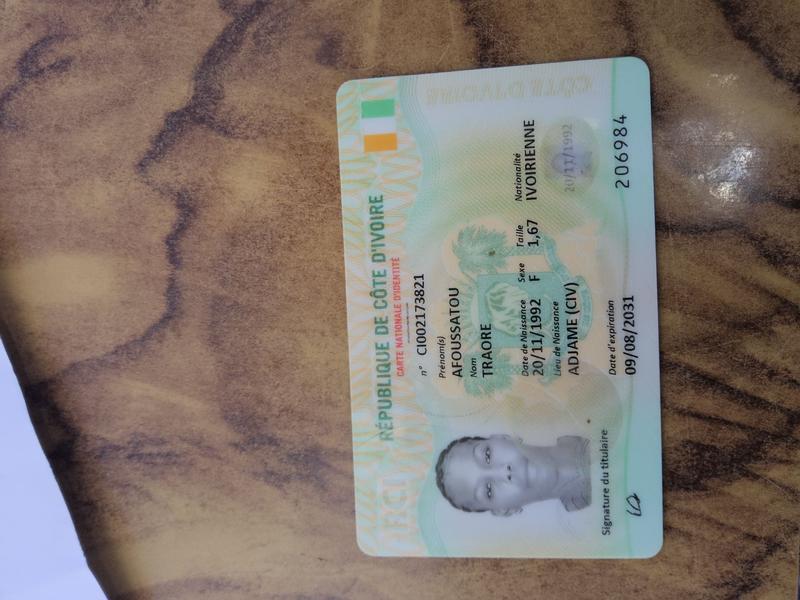 RÉPUBLIQUE DE CÔTE D'IVOIRE
CARTE NATIONALE D'IDENTITÉ
n° CI002173821
Prénom(s)
AFOUSSATOU
Nom
TRAORE
Date de Naissance Sexe Taille Nationalité
20/11/1992 F 1,67 IVOIRIENNE
Lieu de Naissance
ADJAME (CIV)
20/11/1992
Date d'expiration
09/08/2031
206984
Signature du titulaire
CÔTE D'IVOIRE